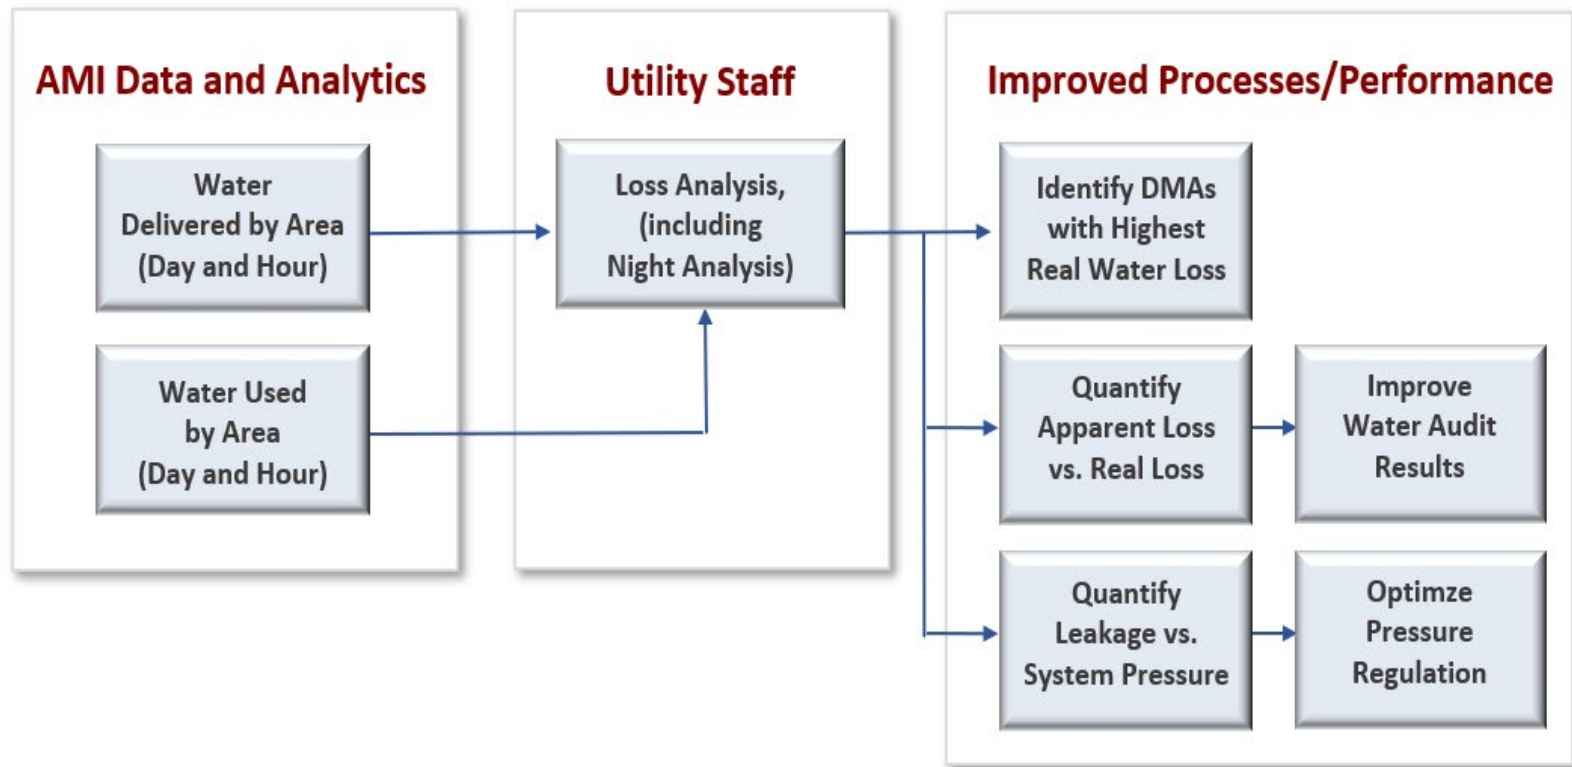 AMI Data and Analytics
Water
Delivered by Area
(Day and Hour)
Water Used
by Area
(Day and Hour)
Utility Staff
Loss Analysis,
(including
Night Analysis)
Improved Processes/Performance
Identify DMAs
with Highest
Real Water Loss
Quantify
Apparent Loss
vs. Real Loss
Improve
Water Audit
Results
Quantify
Leakage vs.
System Pressure
Optimze
Pressure
Regulation